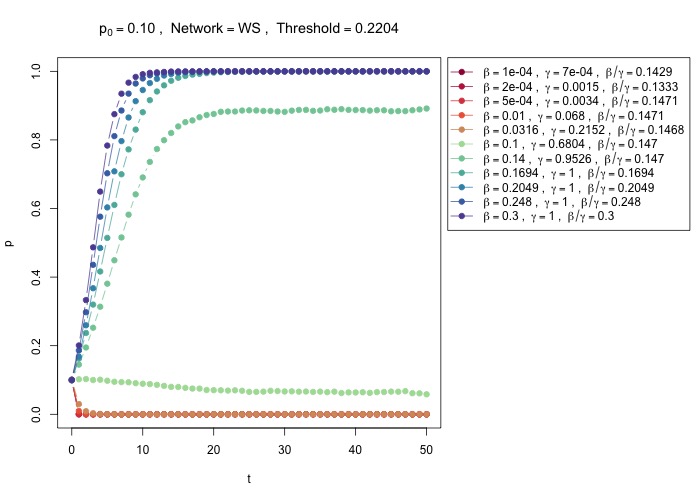 p₀ = 0.10 , Network = WS , Threshold = 0.2204
1.0
0.8
0.6
0.4
0.2
0.0
p
0 10 20 30 40 50
t
β = 1e-04 , γ = 7e-04 , β/γ = 0.1429
β = 2e-04 , γ = 0.0015 , β/γ = 0.1333
β = 5e-04 , γ = 0.0034 , β/γ = 0.1471
β = 0.01 , γ = 0.068 , β/γ = 0.1471
β = 0.0316 , γ = 0.2152 , β/γ = 0.1468
β = 0.1 , γ = 0.6804 , β/γ = 0.147
β = 0.14 , γ = 0.9526 , β/γ = 0.147
β = 0.1694 , γ = 1 , β/γ = 0.1694
β = 0.2049 , γ = 1 , β/γ = 0.2049
β = 0.248 , γ = 1 , β/γ = 0.248
β = 0.3 , γ = 1 , β/γ = 0.3